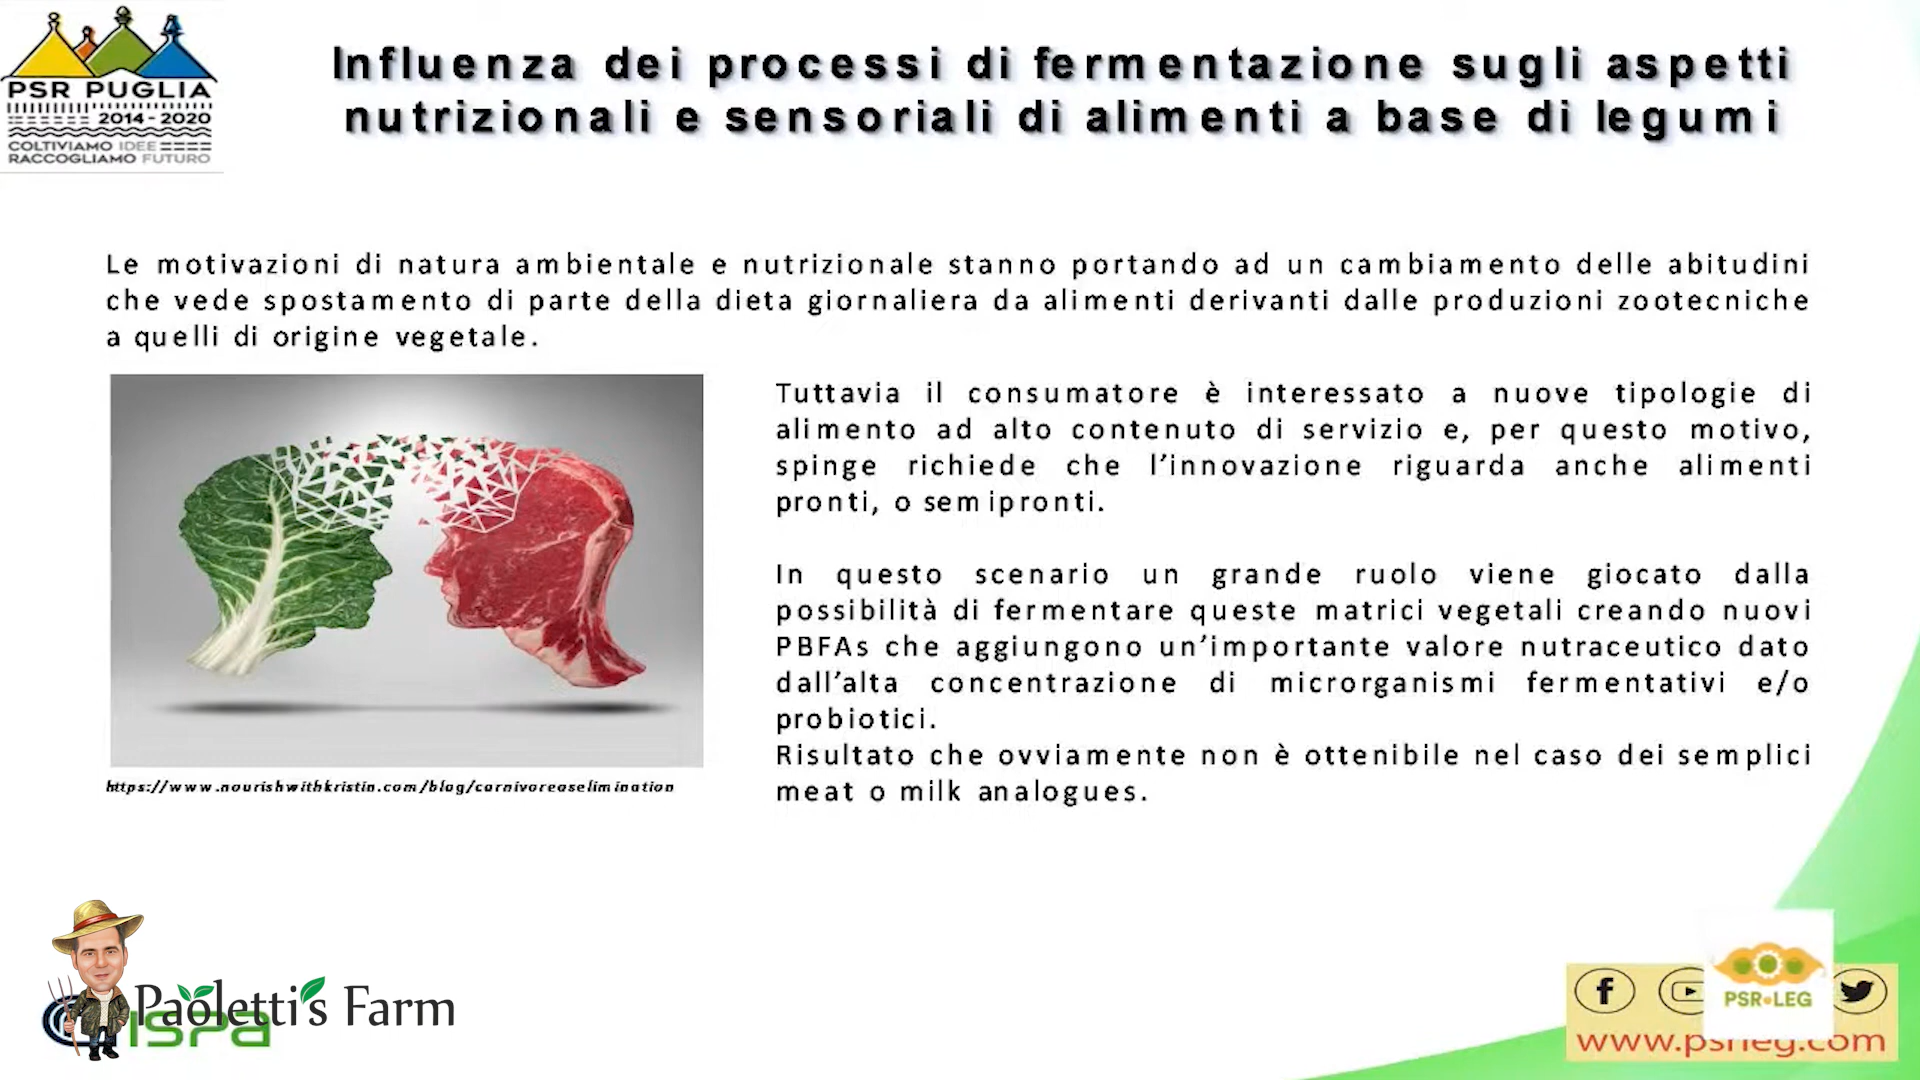 PSR PUGLIA
2014 - 2020
COLTIVIAMO IDEE
RACCOGLIAMO FUTURO
Influenza dei processi di fermentazione sugli aspetti
nutrizionali e sensoriali di alimenti a base di legumi
Le motivazioni di natura ambientale e nutrizionale stanno portando ad un cambiamento delle abitudini
che vede spostamento di parte della dieta giornaliera da alimenti derivanti dalle produzioni zootecniche
a quelli di origine vegetale.
Tuttavia il consumatore è interessato a nuove tipologie di
alimento ad alto contenuto di servizio e, per questo motivo,
spinge richiede che l’innovazione riguarda anche alimenti
pronti, o semipronti.
In questo scenario un grande ruolo viene giocato dalla
possibilità di fermentare queste matrici vegetali creando nuovi
PBFAs che aggiungono un’importante valore nutraceutico dato
dall’alta concentrazione di microrganismi fermentativi e/o
probiotici.
Risultato che ovviamente non è ottenibile nel caso dei semplici
meat o milk analogues.
https://www.nourishwithkristin.com/blog/carnivoreaselimination
Paoletti's Farm
ispa
PSR LEG
www.psrleg.com